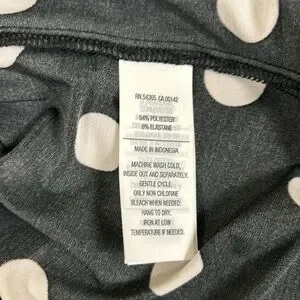 RN 54365 CA 00142
94% POLYESTER
6% ELASTANE
MADE IN INDONESIA
MACHINE WASH COLD,
INSIDE OUT AND SEPARATELY,
GENTLE CYCLE.
ONLY NON CHLORINE
BLEACH WHEN NEEDED.
HANG TO DRY.
IRON AT LOW
TEMPERATURE IF NEEDED.